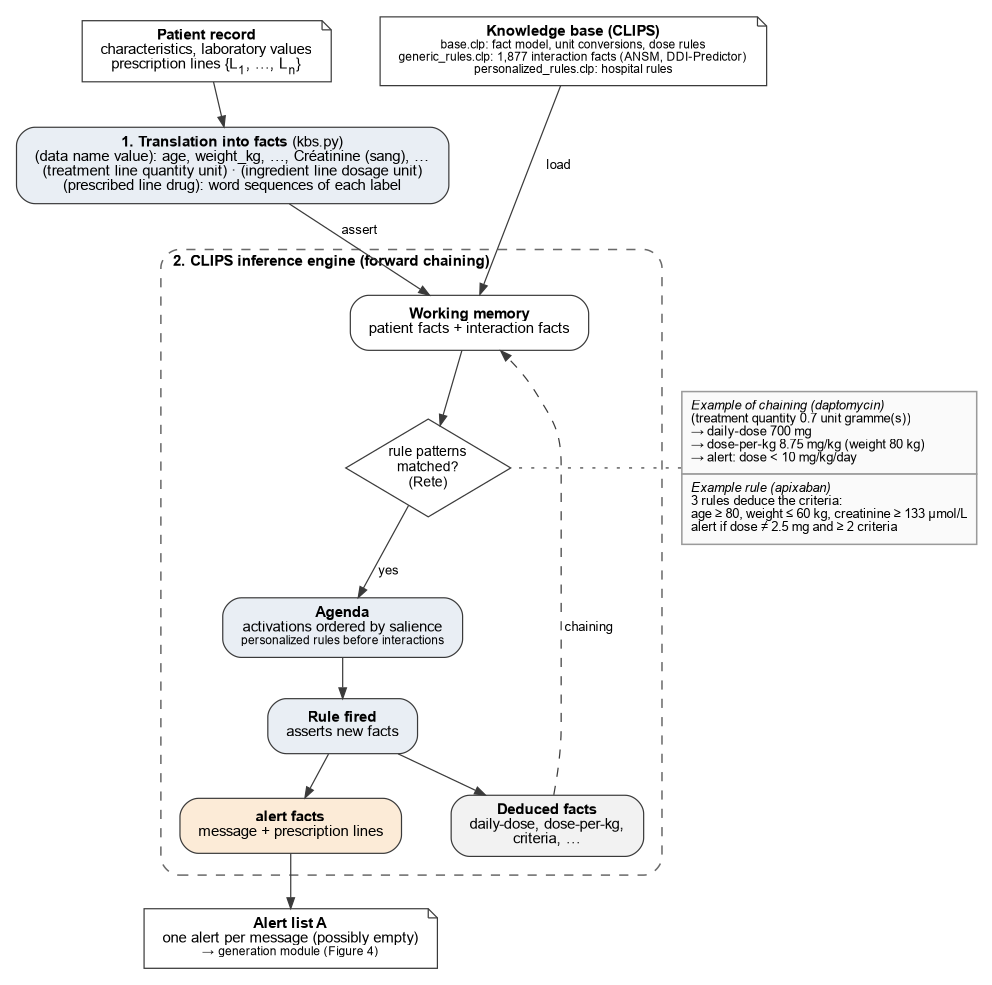 Patient record
characteristics, laboratory values
prescription lines {L1, …, Ln}
Knowledge base (CLIPS)
base.clp: fact model, unit conversions, dose rules
generic_rules.clp: 1,877 interaction facts (ANSM, DDI-Predictor)
personalized_rules.clp: hospital rules
1. Translation into facts (kbs.py)
(data name value): age, weight_kg, …, Créatinine (sang), …
(treatment line quantity unit) · (ingredient line dosage unit)
(prescribed line drug): word sequences of each label
load
assert
2. CLIPS inference engine (forward chaining)
Working memory
patient facts + interaction facts
rule patterns
matched?
(Rete)
Example of chaining (daptomycin)
(treatment quantity 0.7 unit gramme(s))
→ daily-dose 700 mg
→ dose-per-kg 8.75 mg/kg (weight 80 kg)
→ alert: dose < 10 mg/kg/day
Example rule (apixaban)
3 rules deduce the criteria:
age ≥ 80, weight ≤ 60 kg, creatinine ≥ 133 µmol/L
alert if dose ≠ 2.5 mg and ≥ 2 criteria
yes
Agenda
activations ordered by salience
personalized rules before interactions
chaining
Rule fired
asserts new facts
alert facts
message + prescription lines
Deduced facts
daily-dose, dose-per-kg,
criteria, …
Alert list A
one alert per message (possibly empty)
→ generation module (Figure 4)